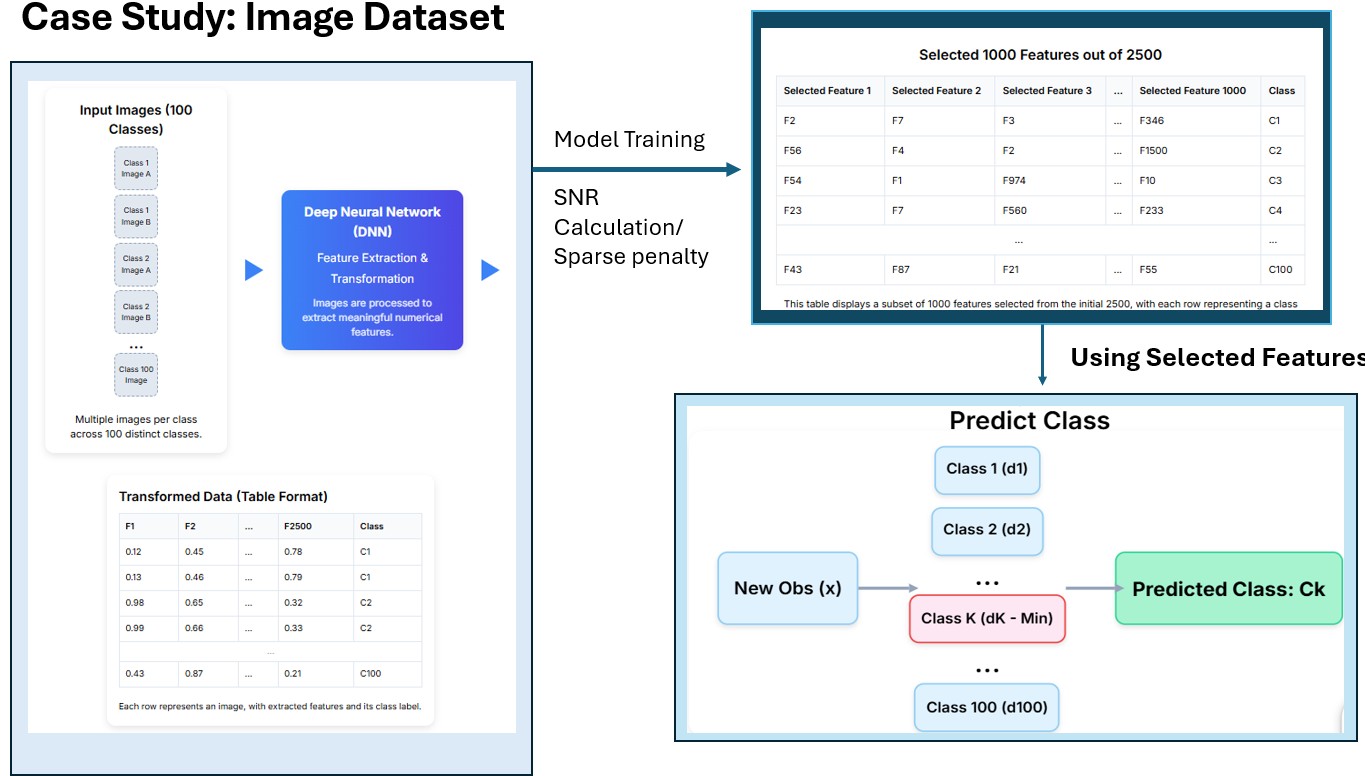 Case Study: Image Dataset
Input Images (100
Classes)
Class 1
Image A
Class 1
Image B
Class 2
Image A
Class 2
Image B
...
Class 100
Image
Multiple images per class
across 100 distinct classes.
Deep Neural Network
(DNN)
Feature Extraction &
Transformation
Images are processed to
extract meaningful numerical
features.
Transformed Data (Table Format)
F1 F2 ... F2500 Class
0.12 0.45 ... 0.78 C1
0.13 0.46 ... 0.79 C1
0.98 0.65 ... 0.32 C2
0.99 0.66 ... 0.33 C2
...
0.43 0.87 ... 0.21 C100
Each row represents an image, with extracted features and its class label.
Model Training
SNR
Calculation/
Sparse penalty
Selected 1000 Features out of 2500
Selected Feature 1 Selected Feature 2 Selected Feature 3 ... Selected Feature 1000 Class
F2 F7 F3 ... F346 C1
F56 F4 F2 ... F1500 C2
F54 F1 F974 ... F10 C3
F23 F7 F560 ... F233 C4
... ...
F43 F87 F21 ... F55 C100
This table displays a subset of 1000 features selected from the initial 2500, with each row representing a class
Using Selected Features
Predict Class
Class 1 (d1)
Class 2 (d2)
...
New Obs (x)
Class K (dK - Min)
Predicted Class: Ck
...
Class 100 (d100)